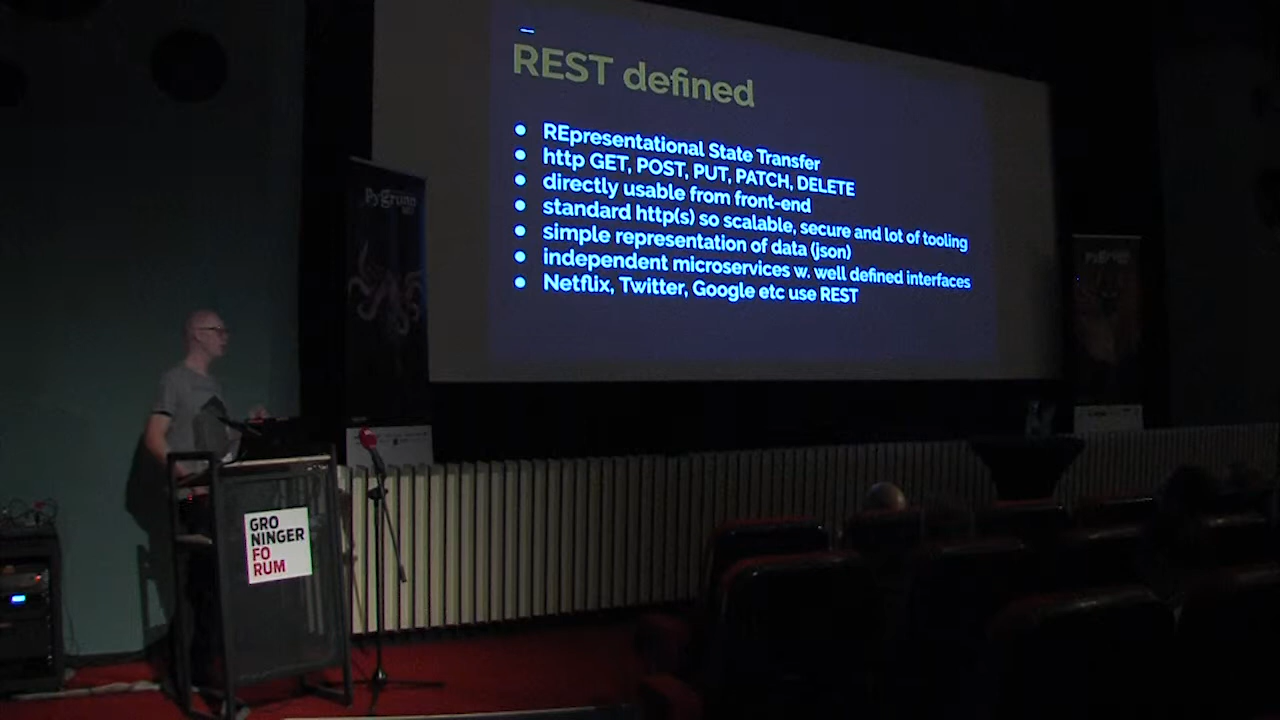 REST defined
REpresentational State Transfer
http GET, POST, PUT, PATCH, DELETE
directly usable from front-end
standard http(s) so scalable, secure and lot of tooling
simple representation of data (json)
independent microservices w. well defined interfaces
Netflix, Twitter, Google etc use REST
Pygrunn
Pygrunn
GRO
NINGER
FO
RUM